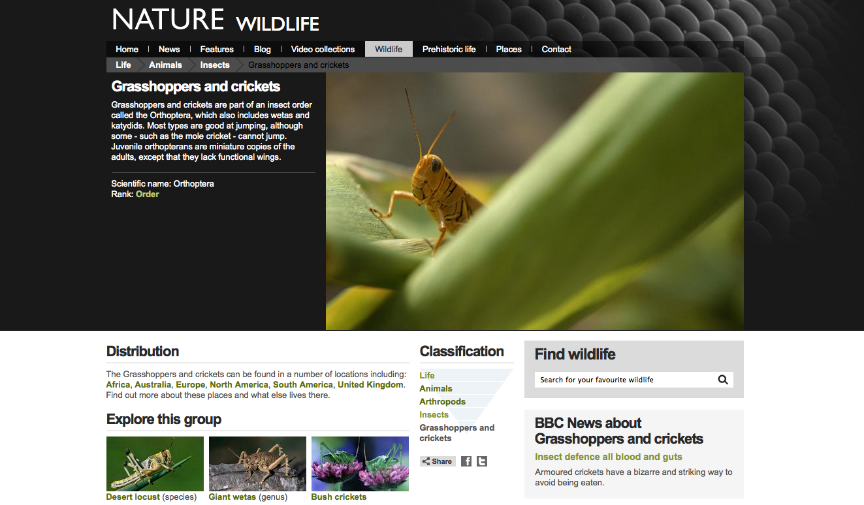 NATURE WILDLIFE
Home | News | Features | Blog | Video collections | Wildlife | Prehistoric life | Places | Contact
Life Animals Insects Grasshoppers and crickets
Grasshoppers and crickets
Grasshoppers and crickets are part of an insect order
called the Orthoptera, which also includes wetas and
katydids. Most types are good at jumping, although
some - such as the mole cricket - cannot jump.
Juvenile orthopterans are miniature copies of the
adults, except that they lack functional wings.
Scientific name: Orthoptera
Rank: Order
Distribution
The Grasshoppers and crickets can be found in a number of locations including:
Africa, Australia, Europe, North America, South America, United Kingdom.
Find out more about these places and what else lives there.
Explore this group
Desert locust (species)
Giant wetas (genus)
Bush crickets
Classification
Life
Animals
Arthropods
Insects
Grasshoppers and
crickets
Share
Find wildlife
Search for your favourite wildlife
BBC News about
Grasshoppers and crickets
Insect defence all blood and guts
Armoured crickets have a bizarre and striking way to
avoid being eaten.